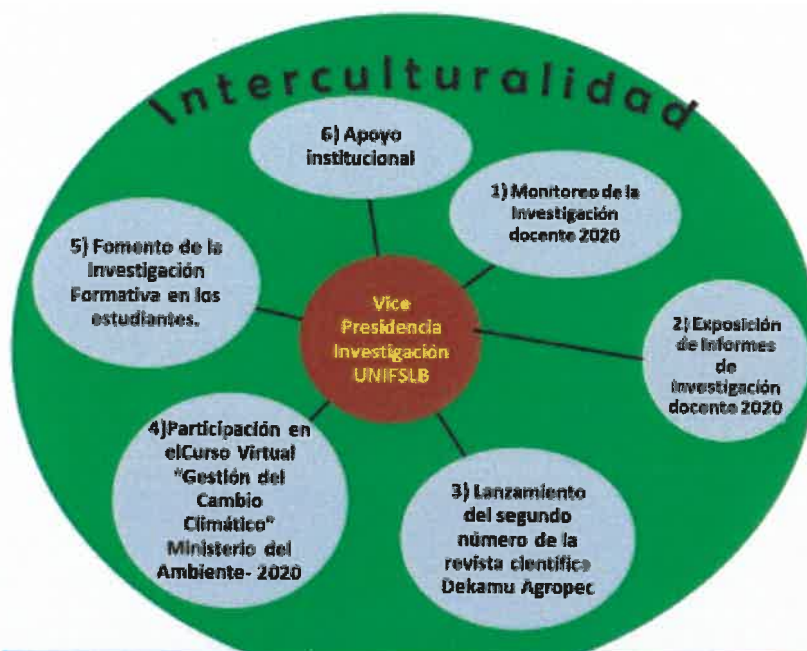 Interculturalidad
6) Apoyo
institucional
1) Monitoreo de la
Investigación
docente 2020
5) Fomento de la
Investigación
Formativa en los
estudiantes.
Vice
Presidencia
Investigación
UNIFSLB
2) Exposición
de Informes
de
Investigación
docente 2020
4)Participación en
elCurso Virtual
"Gestión del
Cambio
Climático"
Ministerio del
Ambiente- 2020
3) Lanzamiento
del segundo
número de la
revista científica
Dekamu Agropec